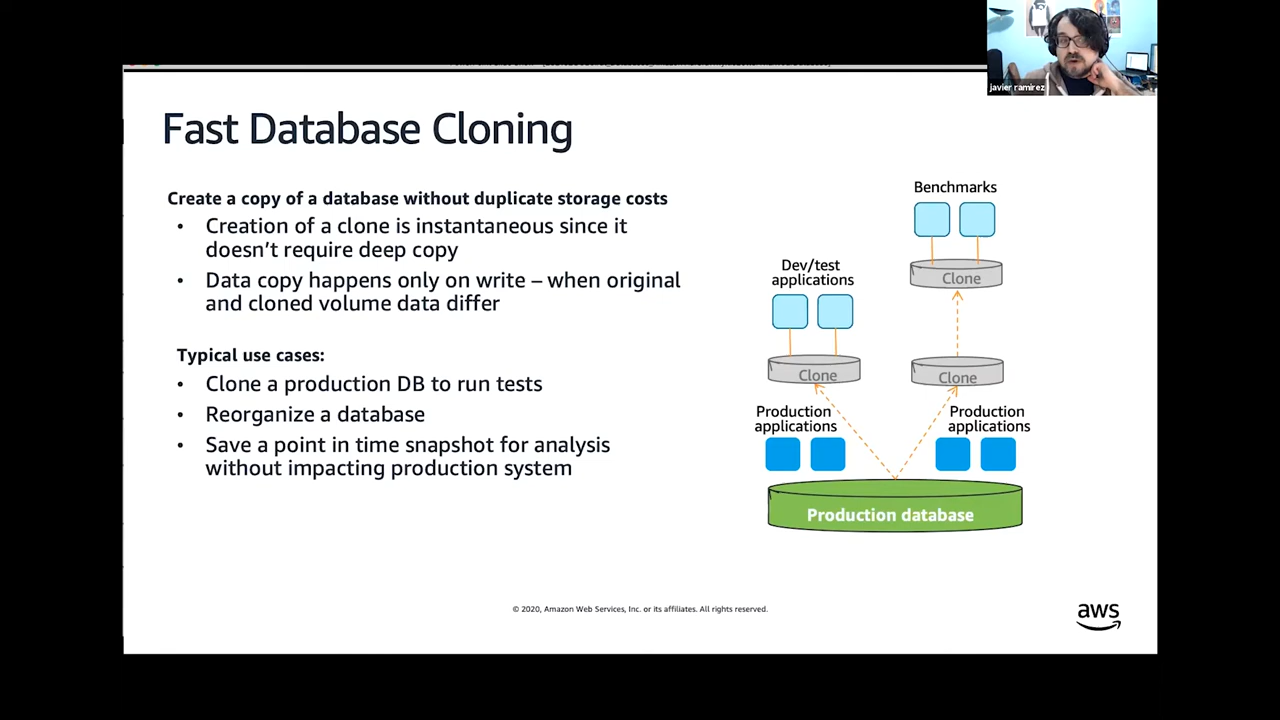 javier ramirez
Fast Database Cloning
Create a copy of a database without duplicate storage costs
• Creation of a clone is instantaneous since it
doesn't require deep copy
• Data copy happens only on write – when original
and cloned volume data differ
Typical use cases:
• Clone a production DB to run tests
• Reorganize a database
• Save a point in time snapshot for analysis
without impacting production system
Benchmarks
Clone
Dev/test
applications
Clone
Clone
Production
applications
Production
applications
Production database
© 2020, Amazon Web Services, Inc. or its affiliates. All rights reserved.
aws